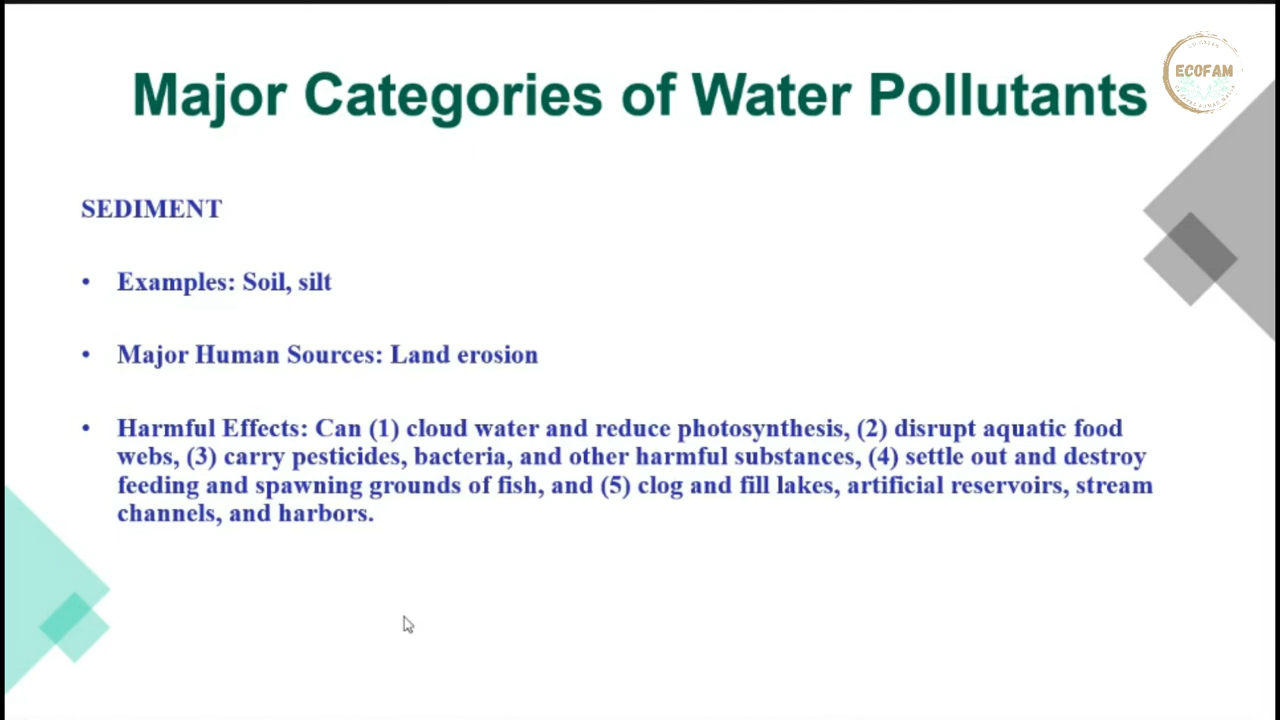 Major Categories of Water Pollutants
ECOFAM
SEDIMENT
• Examples: Soil, silt
• Major Human Sources: Land erosion
• Harmful Effects: Can (1) cloud water and reduce photosynthesis, (2) disrupt aquatic food
webs, (3) carry pesticides, bacteria, and other harmful substances, (4) settle out and destroy
feeding and spawning grounds of fish, and (5) clog and fill lakes, artificial reservoirs, stream
channels, and harbors.